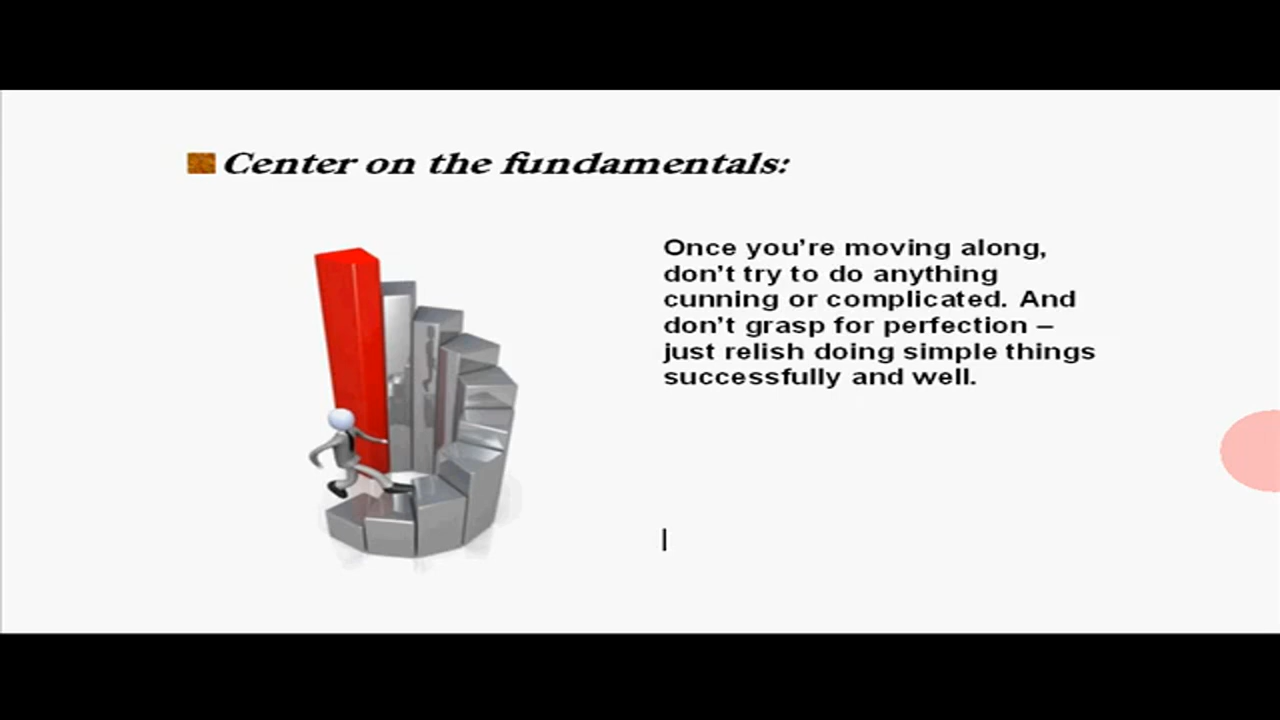 Center on the fundamentals:
Once you’re moving along,
don’t try to do anything
cunning or complicated. And
don’t grasp for perfection –
just relish doing simple things
successfully and well.